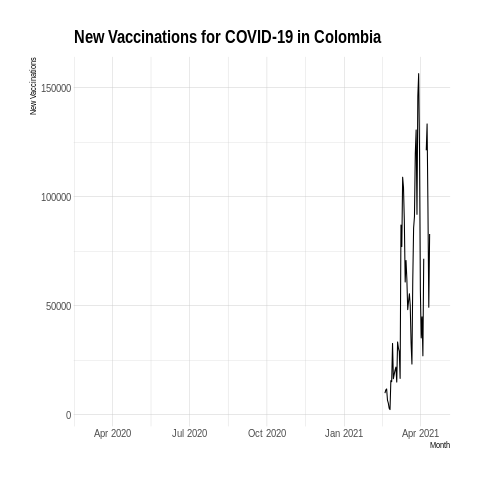 New Vaccinations for COVID-19 in Colombia
New Vaccinations
150000
100000
50000
0
Apr 2020
Jul 2020
Oct 2020
Jan 2021
Apr 2021
Month